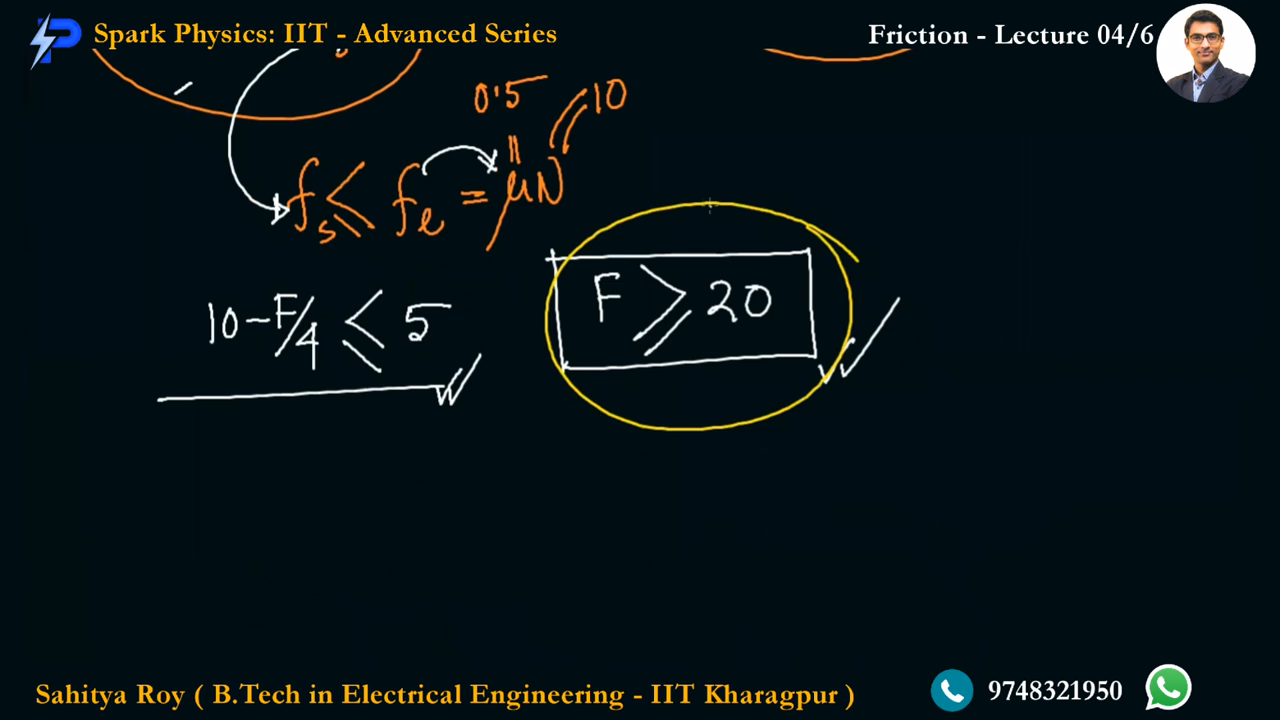 Spark Physics: IIT - Advanced Series
Friction - Lecture 04/6
0.5
10
fs ≤ fl = μN
10-F/4 ≤ 5
F ≥ 20
Sahitya Roy ( B.Tech in Electrical Engineering - IIT Kharagpur )
9748321950